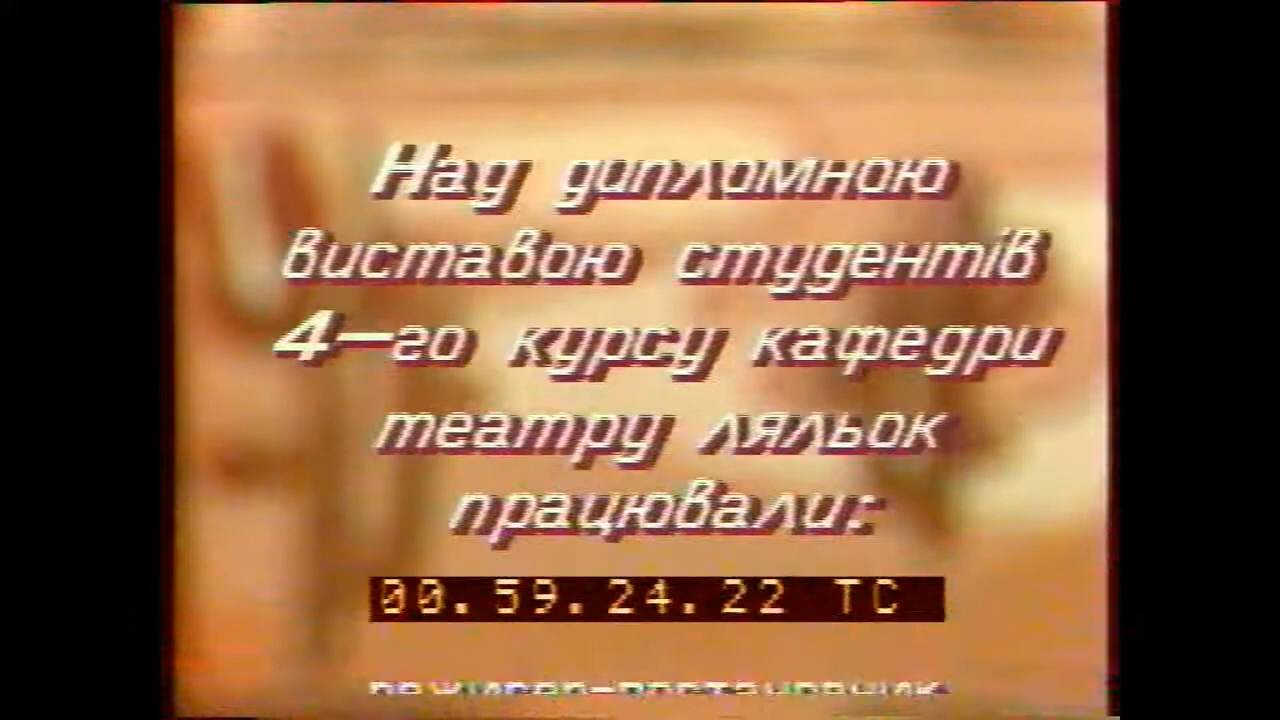 Над дипломною
виставою студентів
4-го курсу кафедри
театру ляльок
працювали:
00.59.24.22 TC